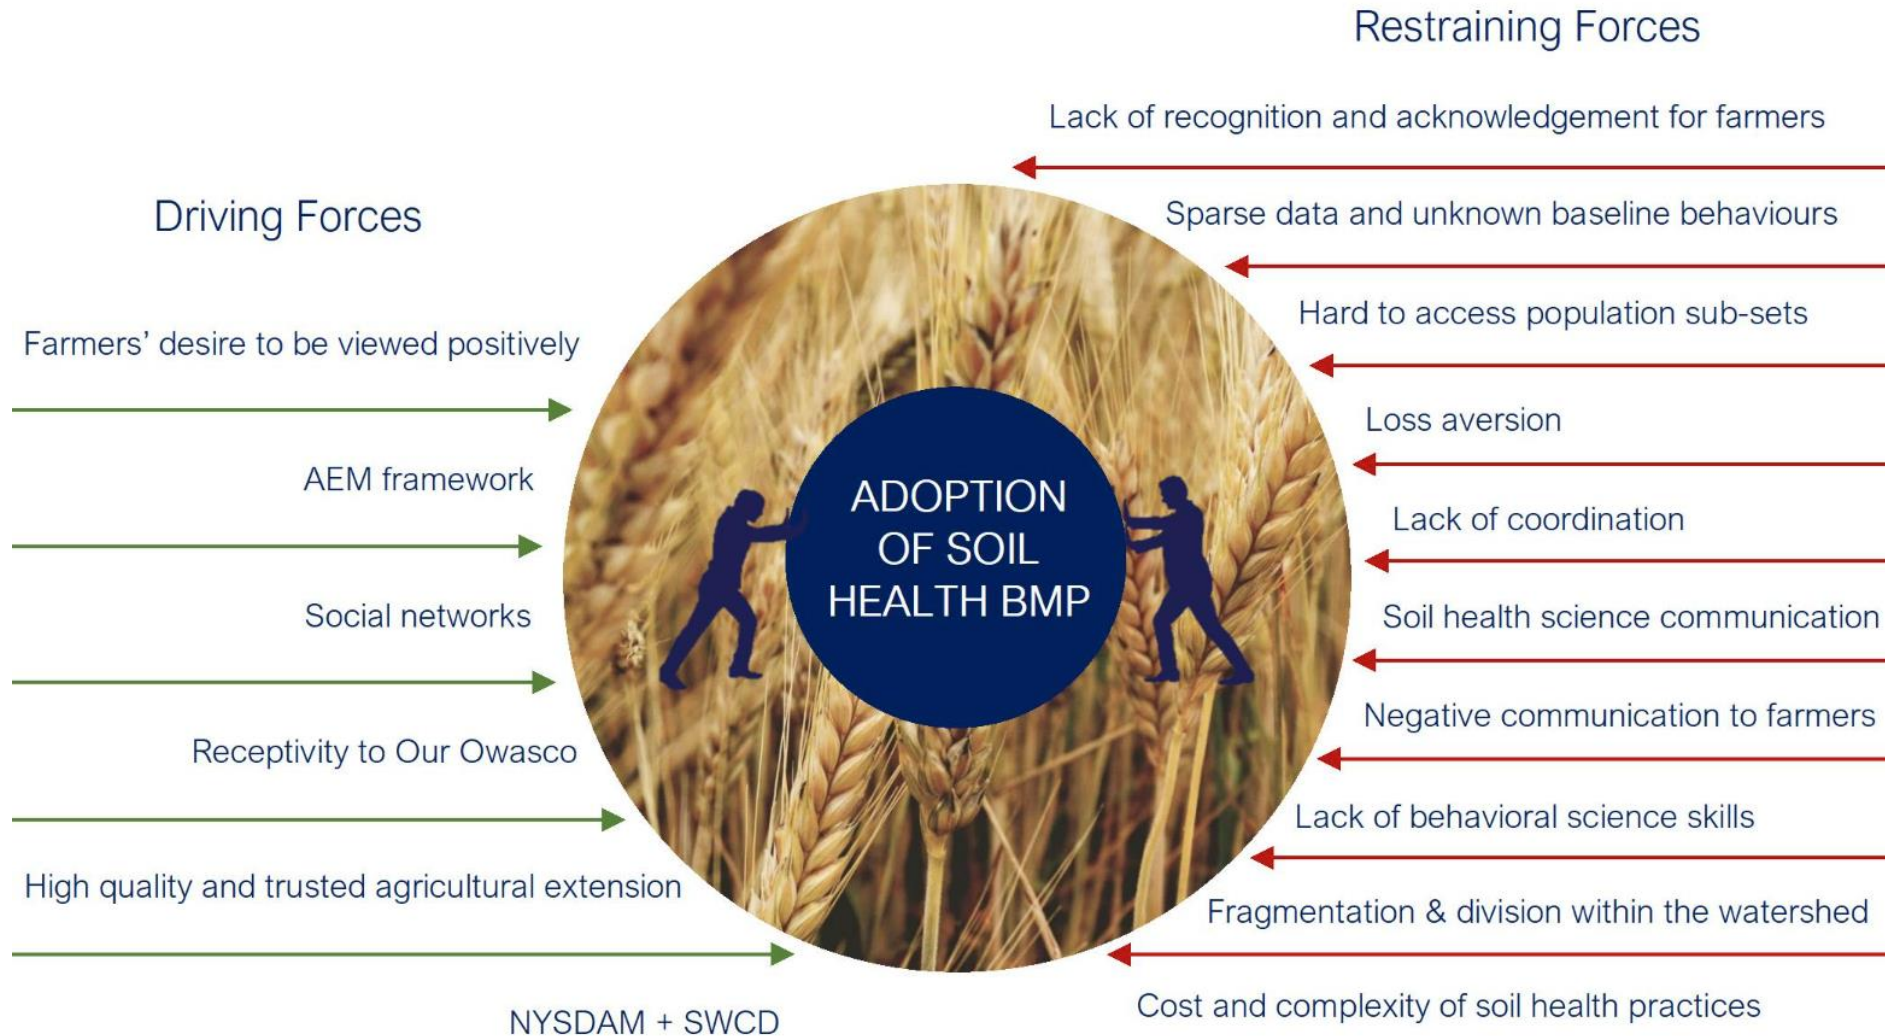 Restraining Forces
Lack of recognition and acknowledgement for farmers
Sparse data and unknown baseline behaviours
Hard to access population sub-sets
Loss aversion
Lack of coordination
Soil health science communication
Negative communication to farmers
Lack of behavioral science skills
Fragmentation & division within the watershed
Cost and complexity of soil health practices
Driving Forces
Farmers’ desire to be viewed positively
AEM framework
Social networks
Receptivity to Our Owasco
High quality and trusted agricultural extension
NYSDAM + SWCD
ADOPTION
OF SOIL
HEALTH BMP